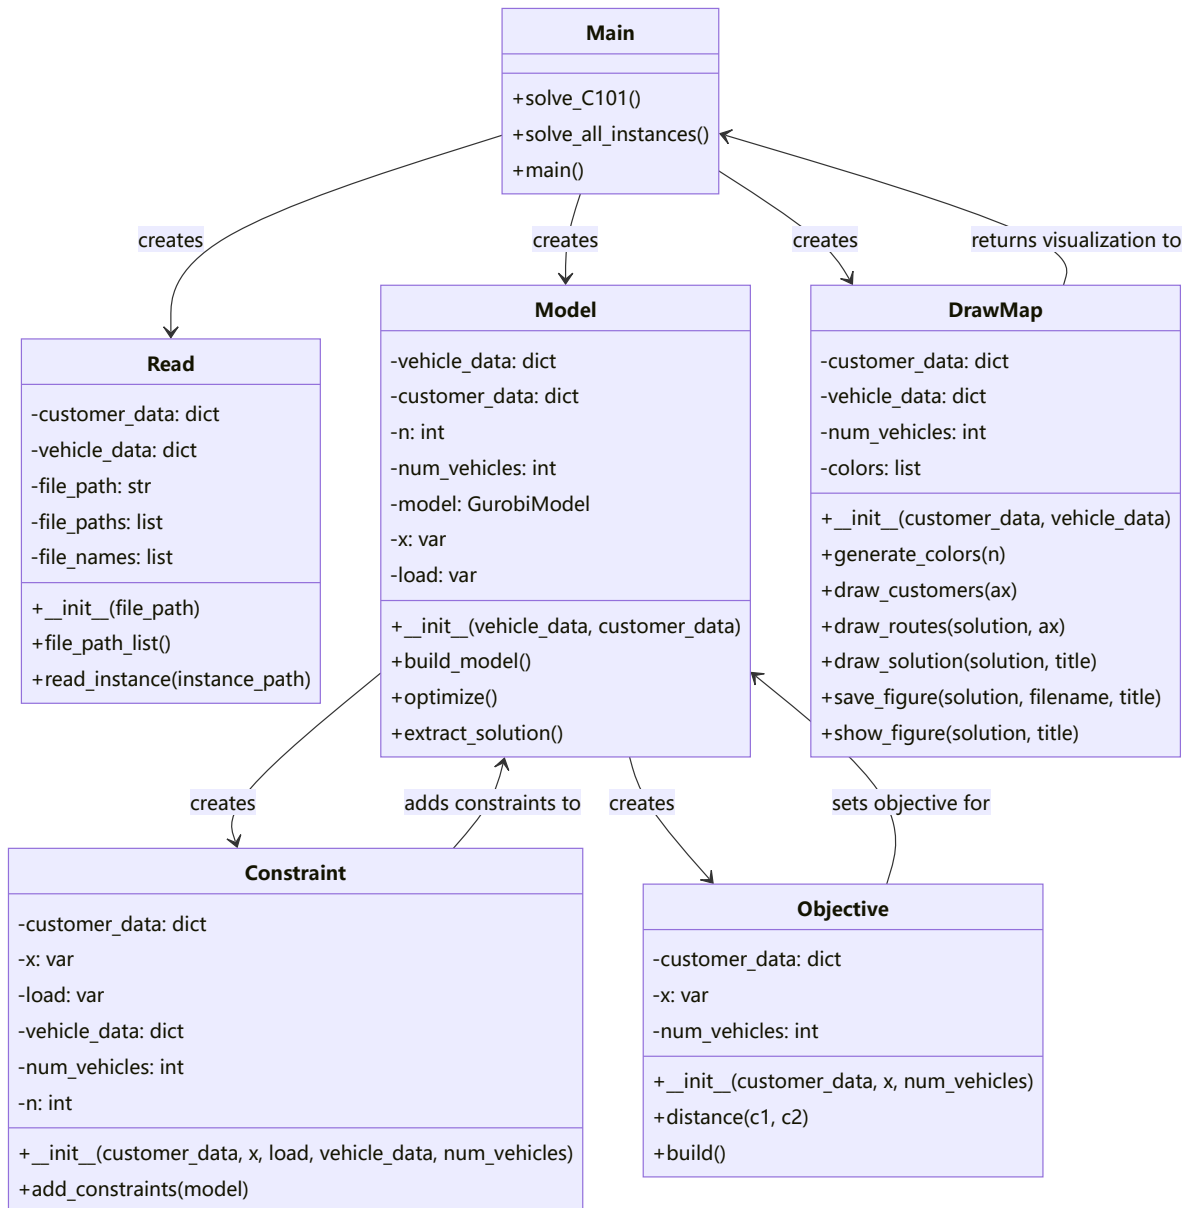 Main
+solve_C101()
+solve_all_instances()
+main()
creates
creates
creates
returns visualization to
Read
-customer_data: dict
-vehicle_data: dict
-file_path: str
-file_paths: list
-file_names: list
+__init__(file_path)
+file_path_list()
+read_instance(instance_path)
Model
-vehicle_data: dict
-customer_data: dict
-n: int
-num_vehicles: int
-model: GurobiModel
-x: var
-load: var
+__init__(vehicle_data, customer_data)
+build_model()
+optimize()
+extract_solution()
DrawMap
-customer_data: dict
-vehicle_data: dict
-num_vehicles: int
-colors: list
+__init__(customer_data, vehicle_data)
+generate_colors(n)
+draw_customers(ax)
+draw_routes(solution, ax)
+draw_solution(solution, title)
+save_figure(solution, filename, title)
+show_figure(solution, title)
creates
adds constraints to
creates
sets objective for
Constraint
-customer_data: dict
-x: var
-load: var
-vehicle_data: dict
-num_vehicles: int
-n: int
+__init__(customer_data, x, load, vehicle_data, num_vehicles)
+add_constraints(model)
Objective
-customer_data: dict
-x: var
-num_vehicles: int
+__init__(customer_data, x, num_vehicles)
+distance(c1, c2)
+build()